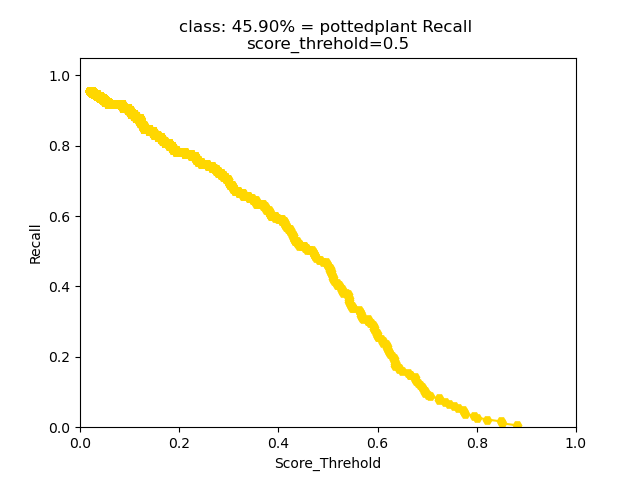 class: 45.90% = pottedplant Recall
score_threhold=0.5
1.0
0.8
0.6
0.4
0.2
0.0
Recall
0.0 0.2 0.4 0.6 0.8 1.0
Score_Threhold